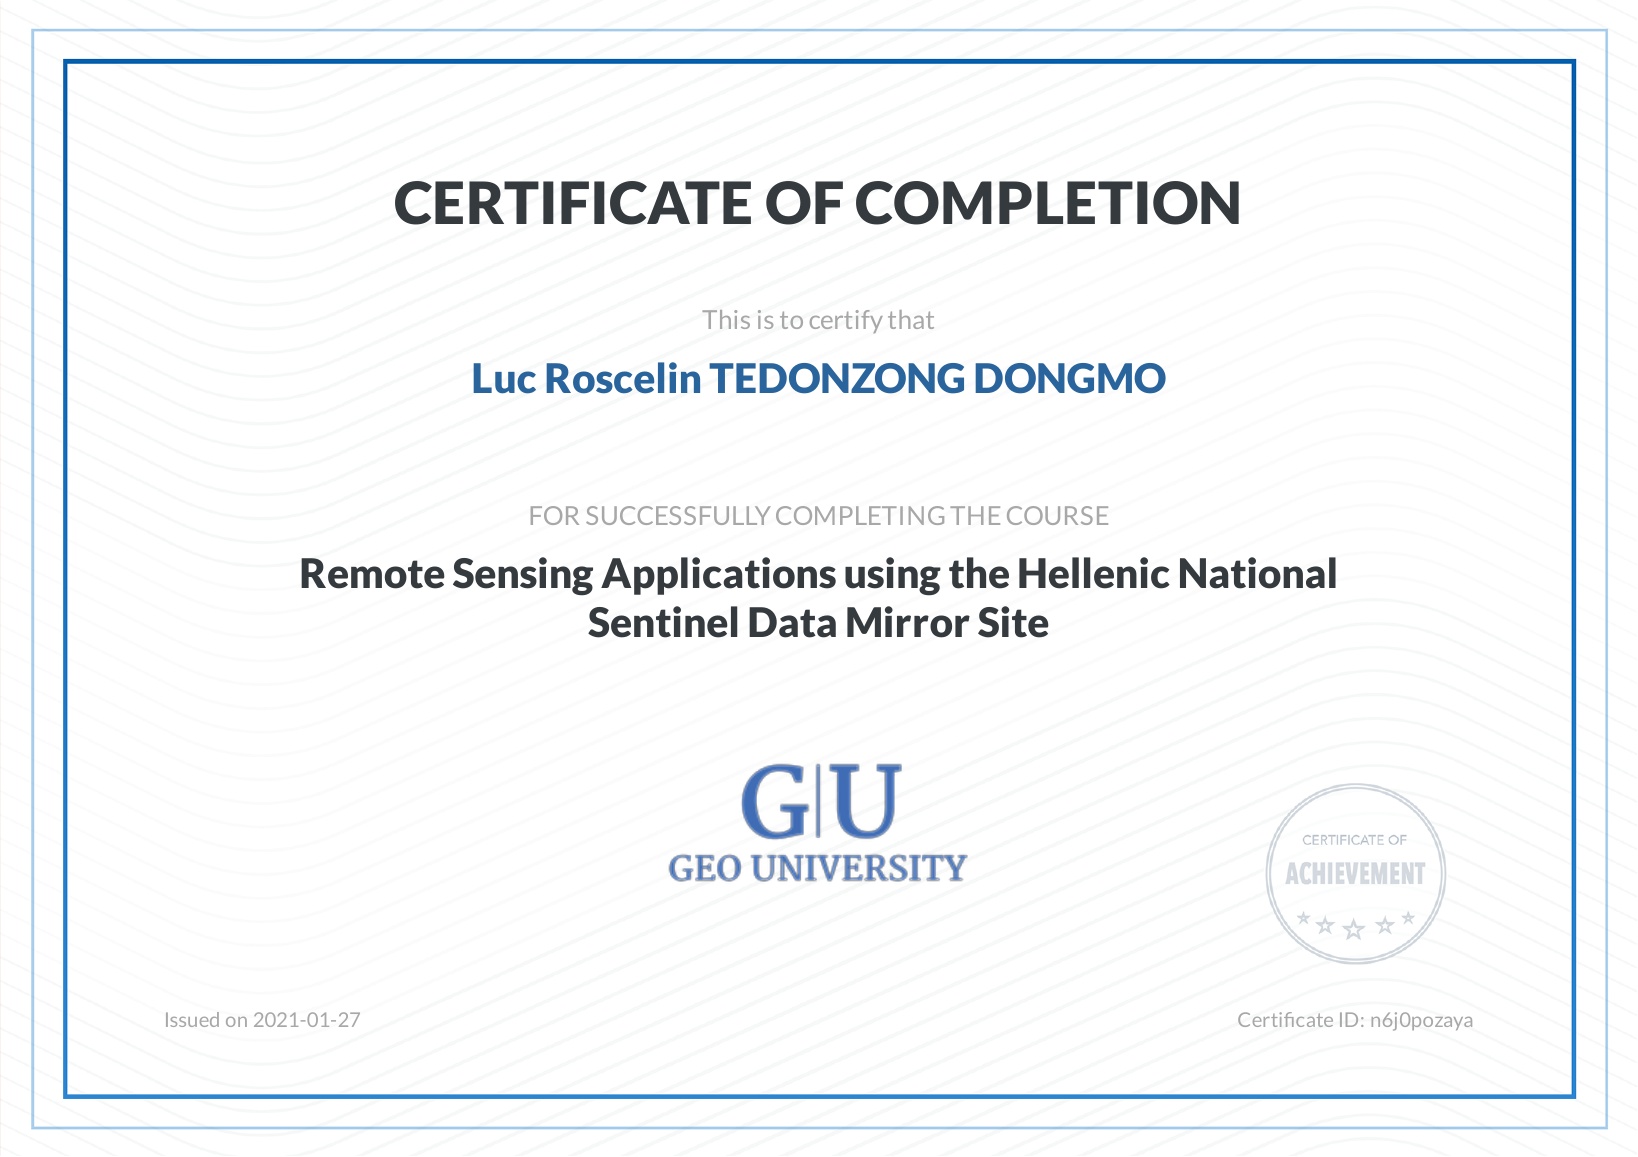 CERTIFICATE OF COMPLETION
This is to certify that
Luc Roscelin TEDONZONG DONGMO
FOR SUCCESSFULLY COMPLETING THE COURSE
Remote Sensing Applications using the Hellenic National
Sentinel Data Mirror Site
G|U
GEO UNIVERSITY
CERTIFICATE OF
ACHIEVEMENT
Issued on 2021-01-27
Certificate ID: n6j0pozaya